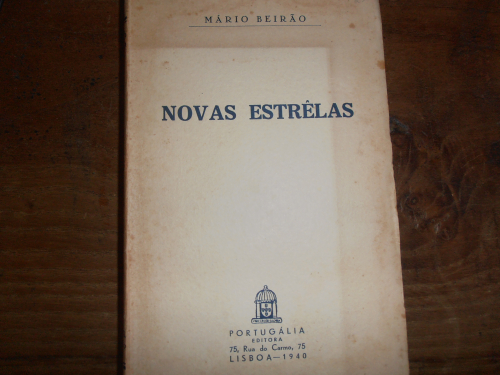 MÁRIO BEIRÃO
NOVAS ESTRÊLAS
PORTUGÁLIA
EDITORA
75, Rua do Carmo, 75
LISBOA — 1940